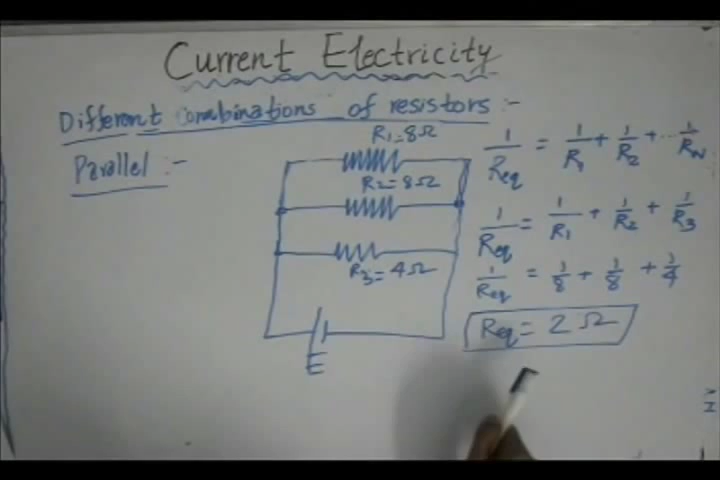 Current Electricity
Different combinations of resistors :-
Parallel :-
R₁=8Ω
R₂=8Ω
R₃=4Ω
E
1/Req = 1/R₁ + 1/R₂ + ... 1/RN
1/Req = 1/R₁ + 1/R₂ + 1/R₃
1/Req = 1/8 + 1/8 + 1/4
Req = 2 Ω